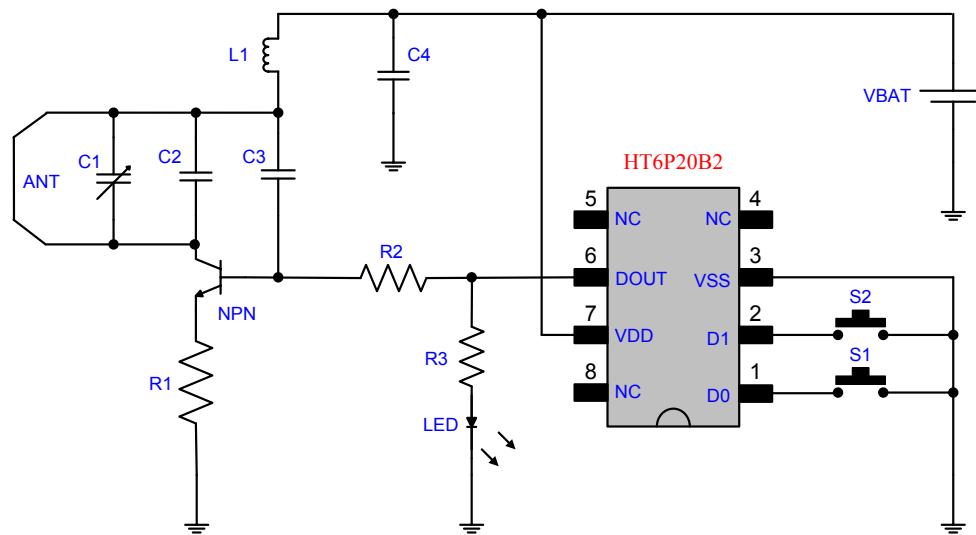 L1
C4
VBAT
C1
C2
C3
HT6P20B2
ANT
5
4
NC
NC
R2
6
3
DOUT
VSS
S2
NPN
7
2
VDD
D1
R3
S1
R1
8
1
NC
D0
LED